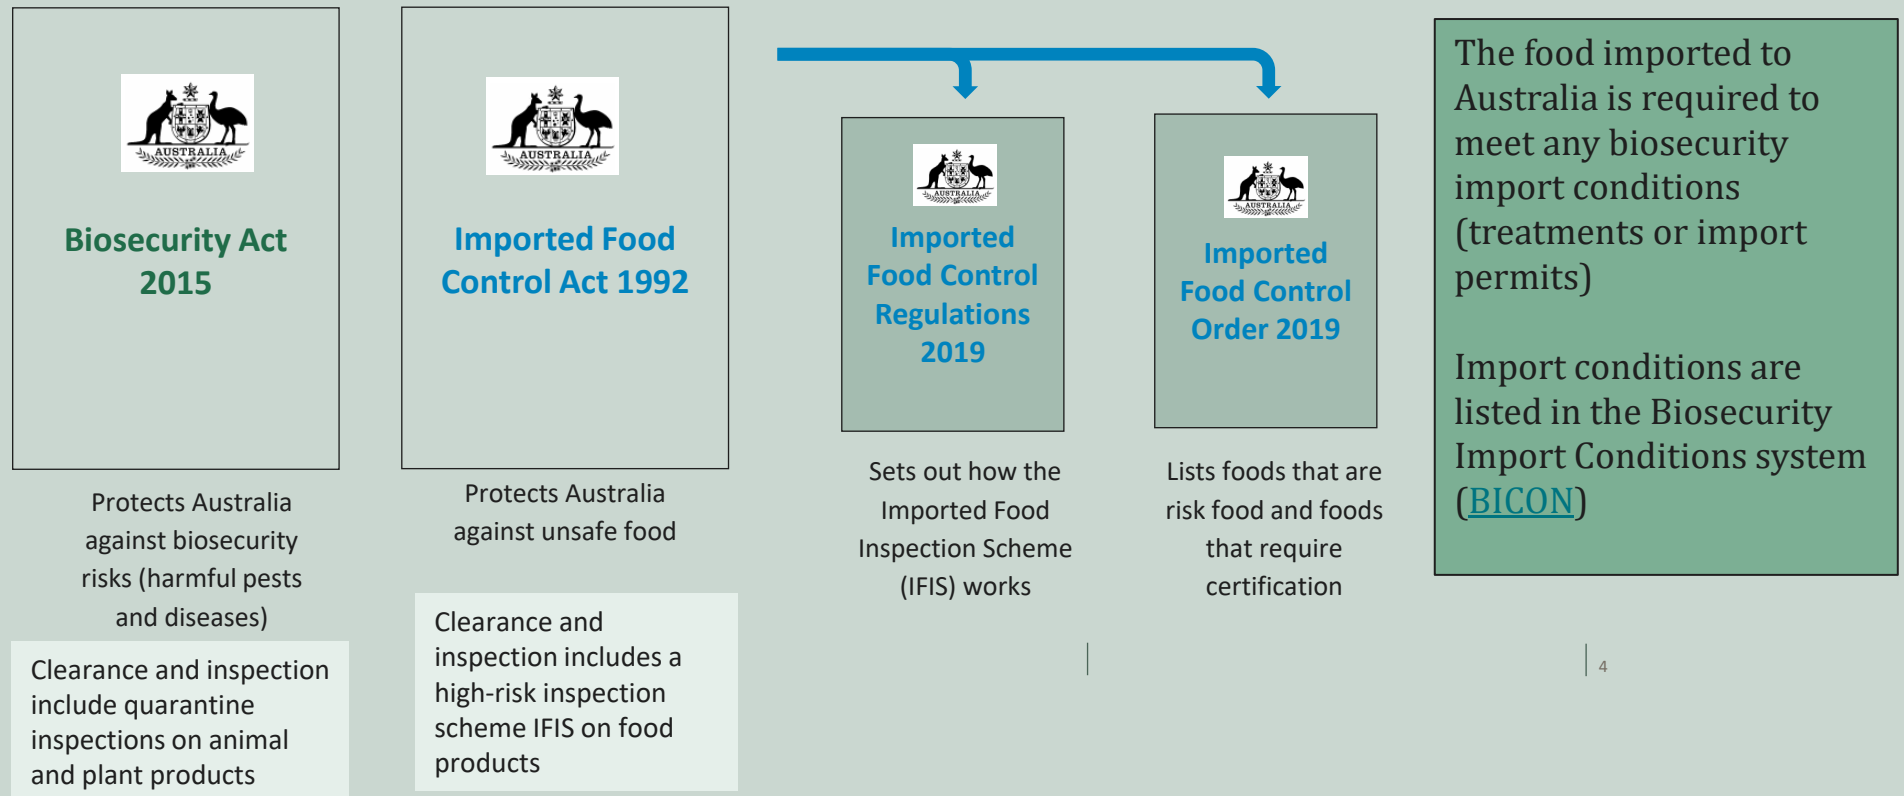 AUSTRALIA
Biosecurity Act
2015
Protects Australia
against biosecurity
risks (harmful pests
and diseases)
Clearance and inspection
include quarantine
inspections on animal
and plant products
AUSTRALIA
Imported Food
Control Act 1992
Protects Australia
against unsafe food
Clearance and
inspection includes a
high-risk inspection
scheme IFIS on food
products
AUSTRALIA
Imported
Food Control
Regulations
2019
Sets out how the
Imported Food
Inspection Scheme
(IFIS) works
AUSTRALIA
Imported
Food Control
Order 2019
Lists foods that are
risk food and foods
that require
certification
The food imported to
Australia is required to
meet any biosecurity
import conditions
(treatments or import
permits)
Import conditions are
listed in the Biosecurity
Import Conditions system
(BICON)
4